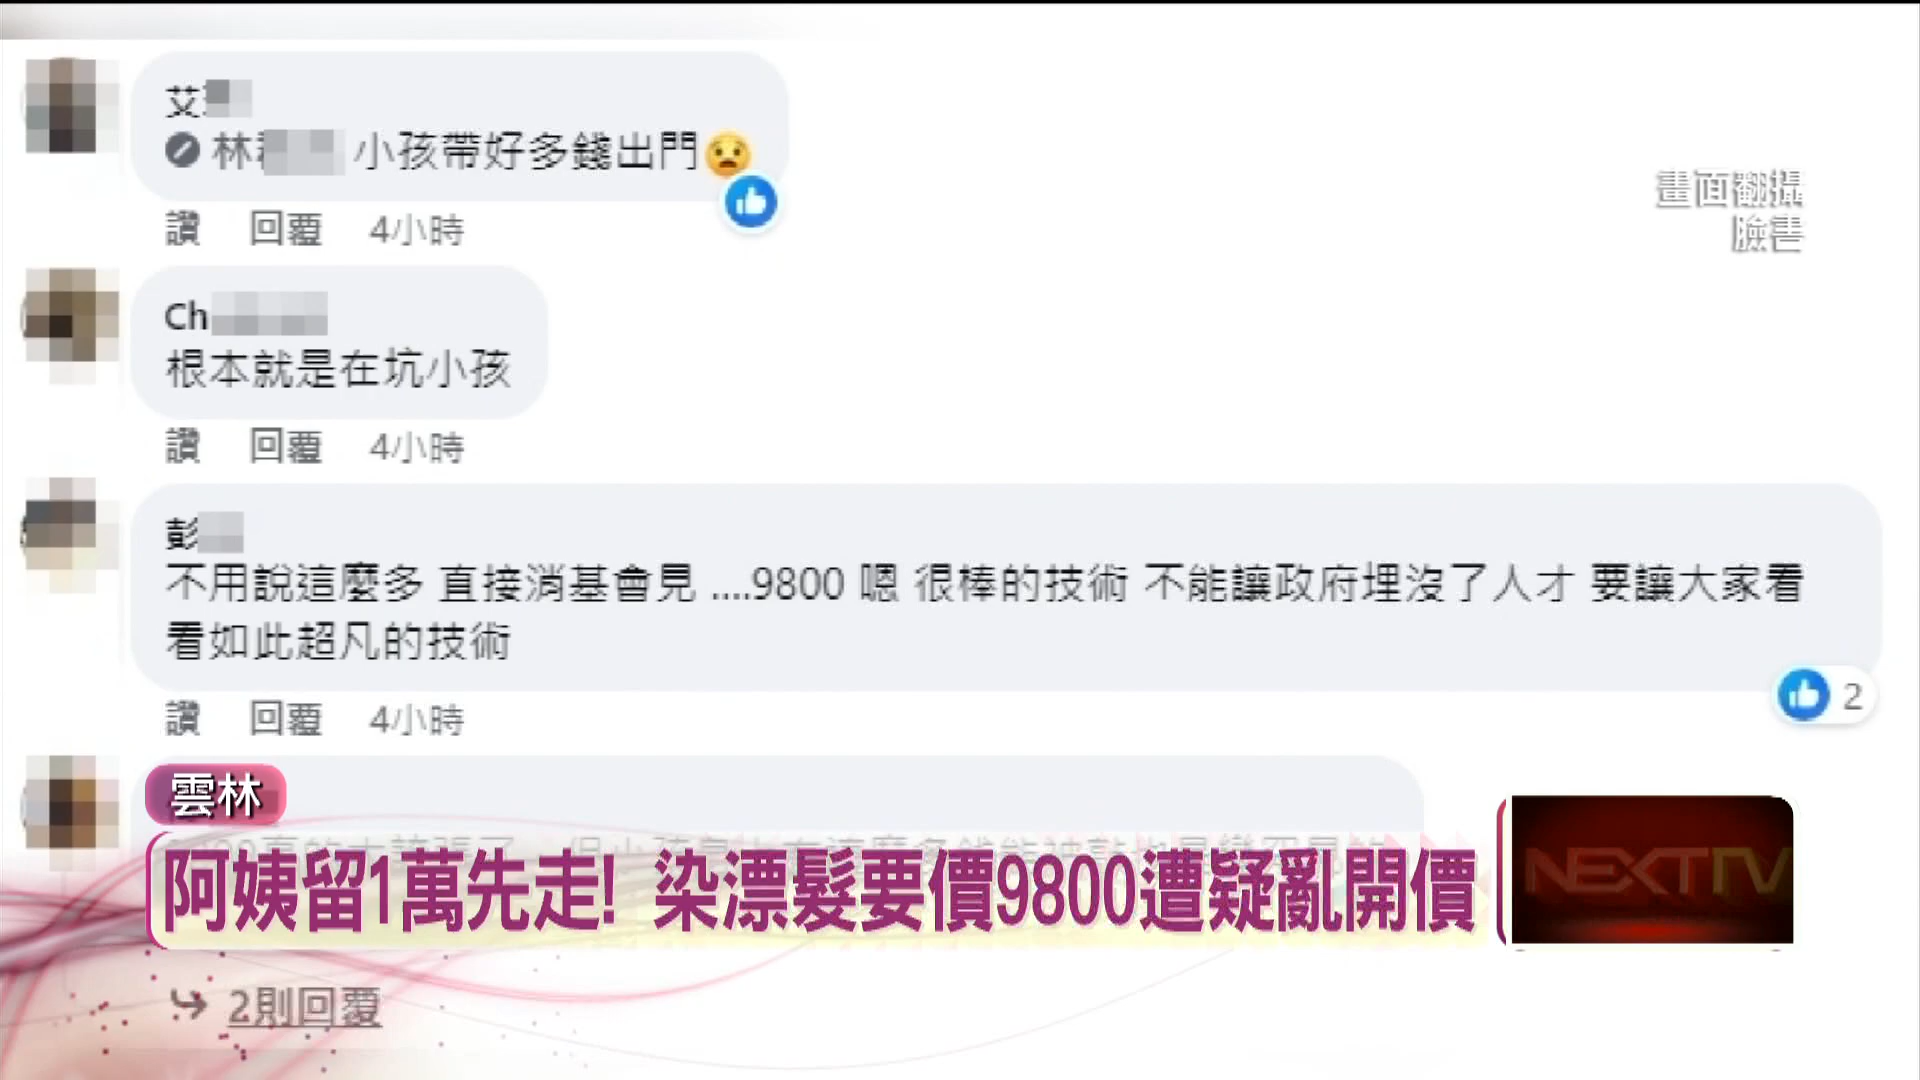 艾
林 小孩帶好多錢出門
讚 回覆 4小時
畫面翻攝
臉書
Ch
根本就是在坑小孩
讚 回覆 4小時
彭
不用說這麼多 直接消基會見 ....9800 嗯 很棒的技術 不能讓政府埋沒了人才 要讓大家看
看如此超凡的技術
2
讚 回覆 4小時
雲林
阿姨留1萬先走! 染漂髮要價9800遭疑亂開價
NEXTTV
2則回覆